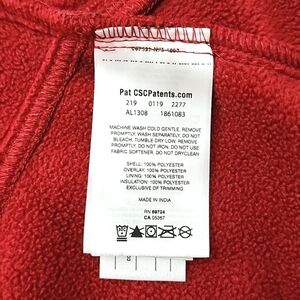 Pat CSCPatents.com
219 0119 2277
AL1308 1861083
MACHINE WASH COLD GENTLE, REMOVE
PROMPTLY, WASH SEPARATELY, DO NOT
BLEACH, TUMBLE DRY LOW, REMOVE
PROMPTLY, DO NOT IRON, DO NOT USE
FABRIC SOFTENER, DO NOT DRYCLEAN
SHELL: 100% POLYESTER
OVERLAY: 100% POLYESTER
LINING: 100% POLYESTER
INSULATION: 100% POLYESTER
EXCLUSIVE OF TRIMMING
MADE IN INDIA
RN 69724
CA 05367